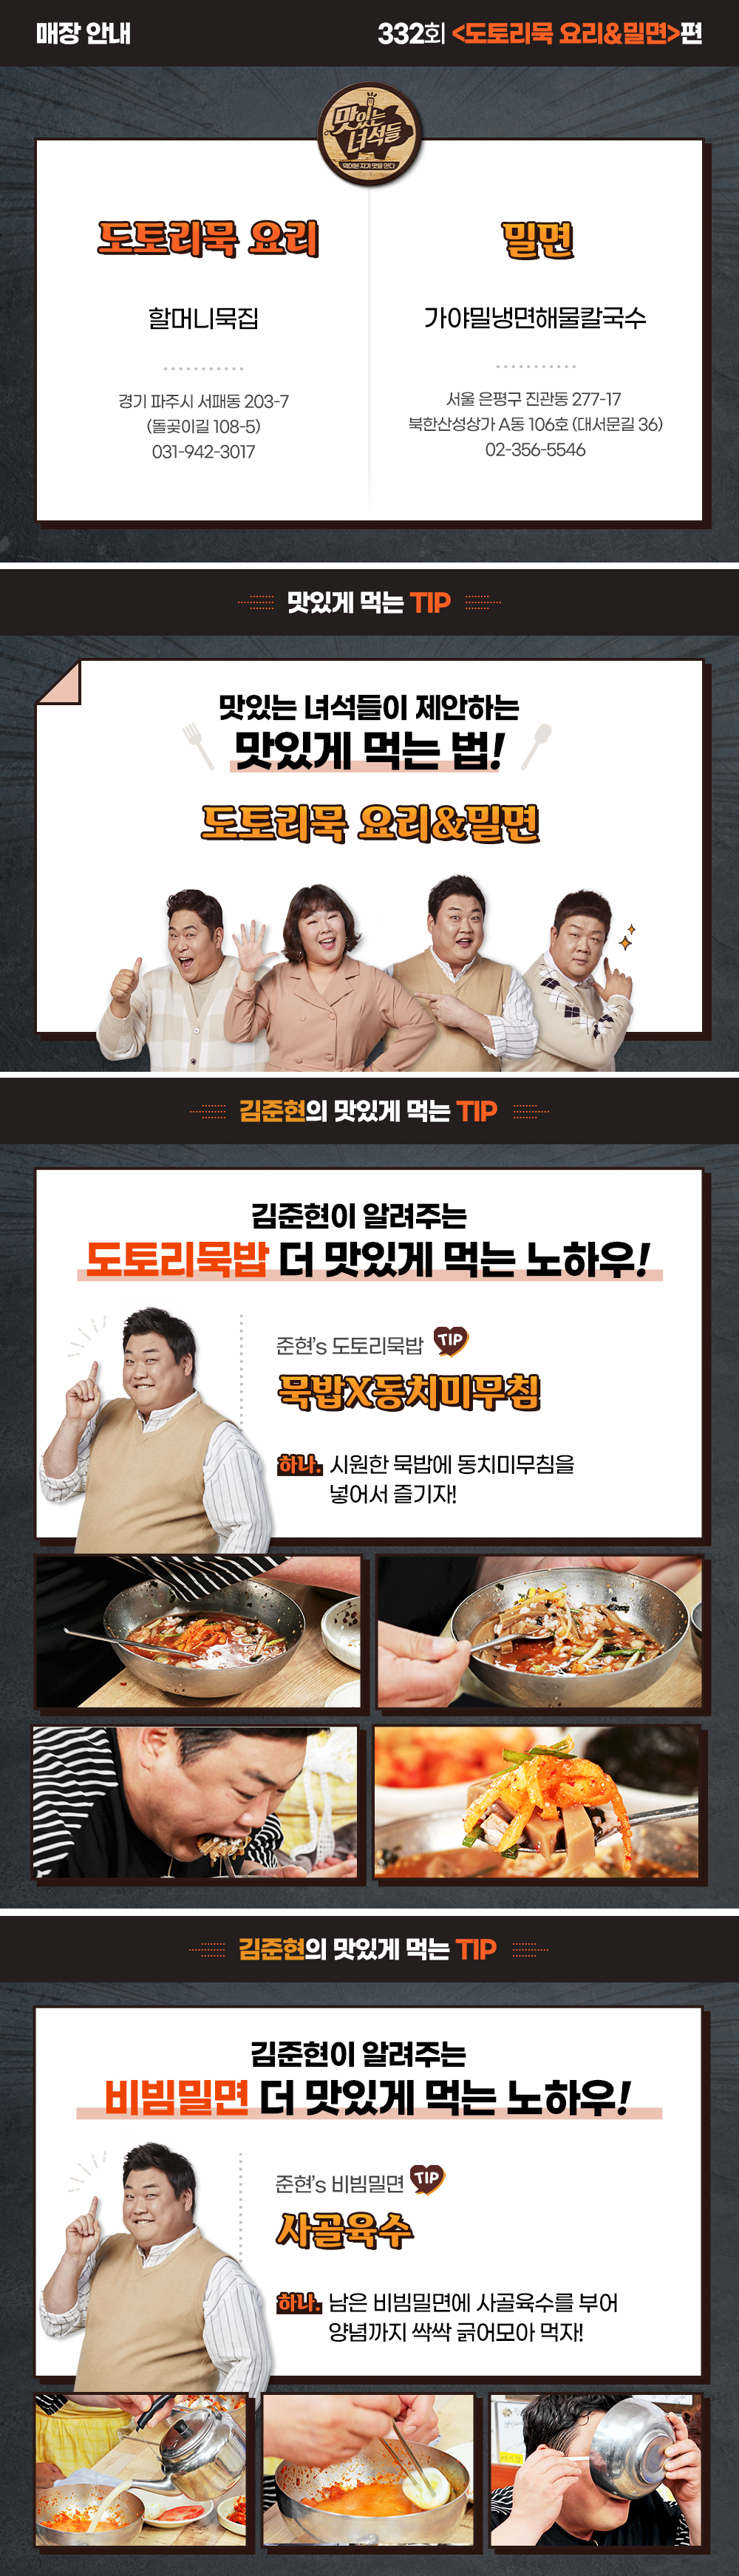 매장 안내
332회 <도토리묵 요리&밀면>편
맛있는
녀석들
먹어본 자가 맛을 안다
도토리묵 요리
할머니묵집
경기 파주시 서패동 203-7
(돌곶이길 108-5)
031-942-3017
밀면
가야밀냉면해물칼국수
서울 은평구 진관동 277-17
북한산성상가 A동 106호 (대서문길 36)
02-356-5546
맛있게 먹는 TIP
맛있는 녀석들이 제안하는
맛있게 먹는 법!
도토리묵 요리&밀면
김준현의 맛있게 먹는 TIP
김준현이 알려주는
도토리묵밥 더 맛있게 먹는 노하우!
준현's 도토리묵밥 TIP
묵밥X동치미무침
하나. 시원한 묵밥에 동치미무침을
넣어서 즐기자!
김준현의 맛있게 먹는 TIP
김준현이 알려주는
비빔밀면 더 맛있게 먹는 노하우!
준현's 비빔밀면 TIP
사골육수
하나. 남은 비빔밀면에 사골육수를 부어
양념까지 싹싹 긁어모아 먹자!